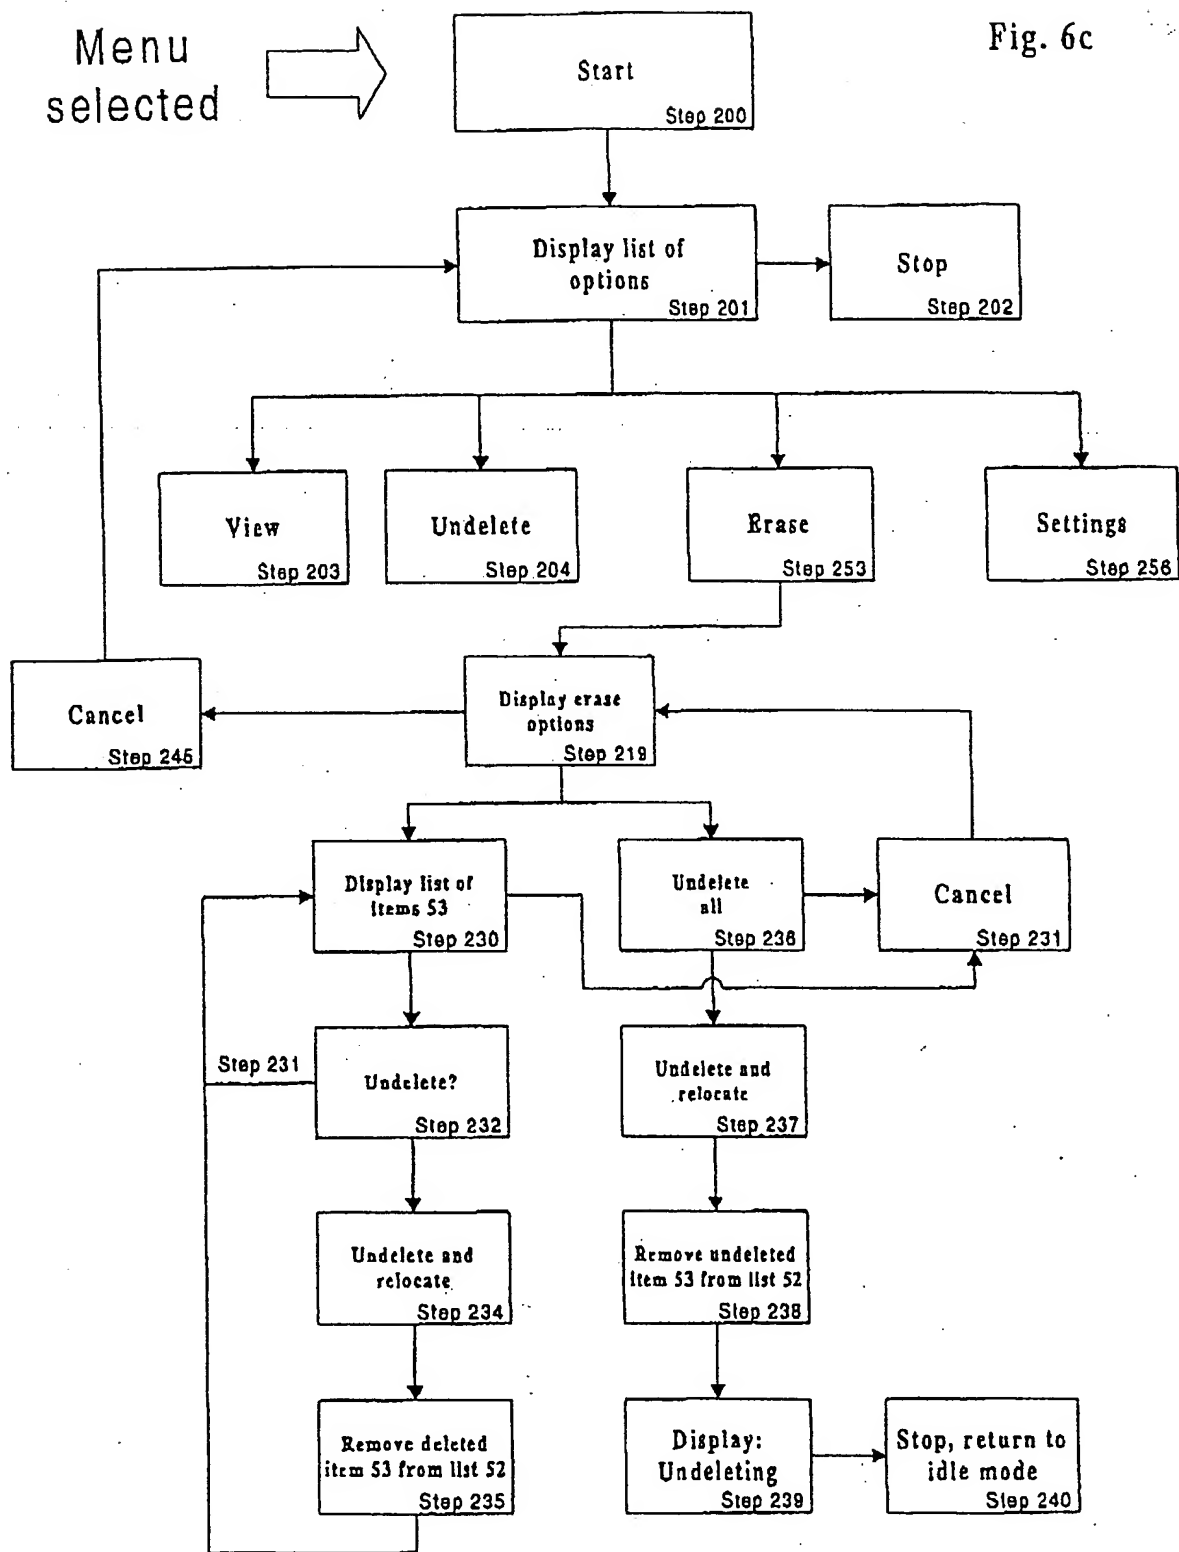 Menu
selected
Fig. 6c
Start
Step 200
Display list of
options
Step 201
Stop
Step 202
View
Step 203
Undelete
Step 204
Erase
Step 253
Settings
Step 256
Cancel
Step 245
Display erase
options
Step 219
Display list of
items 53
Step 230
Undelete
all
Step 236
Cancel
Step 231
Step 231
Undelete?
Step 232
Undelete and
relocate
Step 237
Undelete and
relocate
Step 234
Remove undeleted
item 53 from list 52
Step 238
Remove deleted
item 53 from list 52
Step 235
Display:
Undeleting
Step 239
Stop, return to
idle mode
Step 240